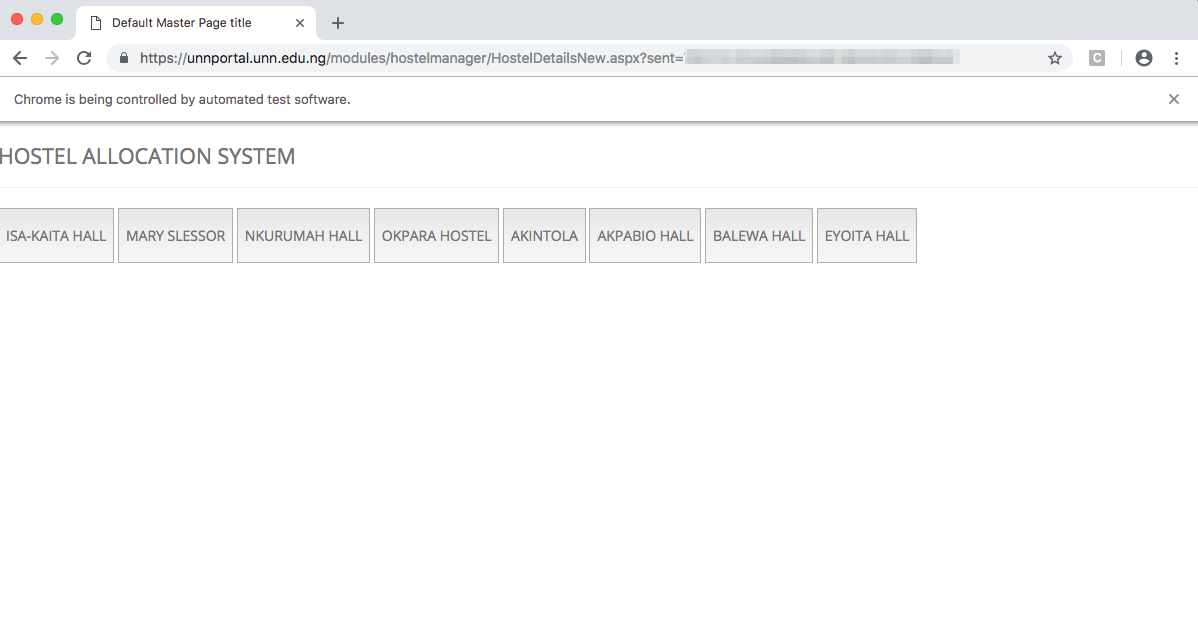 Default Master Page title
https://unnportal.unn.edu.ng/modules/hostelmanager/HostelDetailsNew.aspx?sent=
C
Chrome is being controlled by automated test software.
HOSTEL ALLOCATION SYSTEM
ISA-KAITA HALL MARY SLESSOR NKURUMAH HALL OKPARA HOSTEL AKINTOLA AKPABIO HALL BALEWA HALL EYOITA HALL